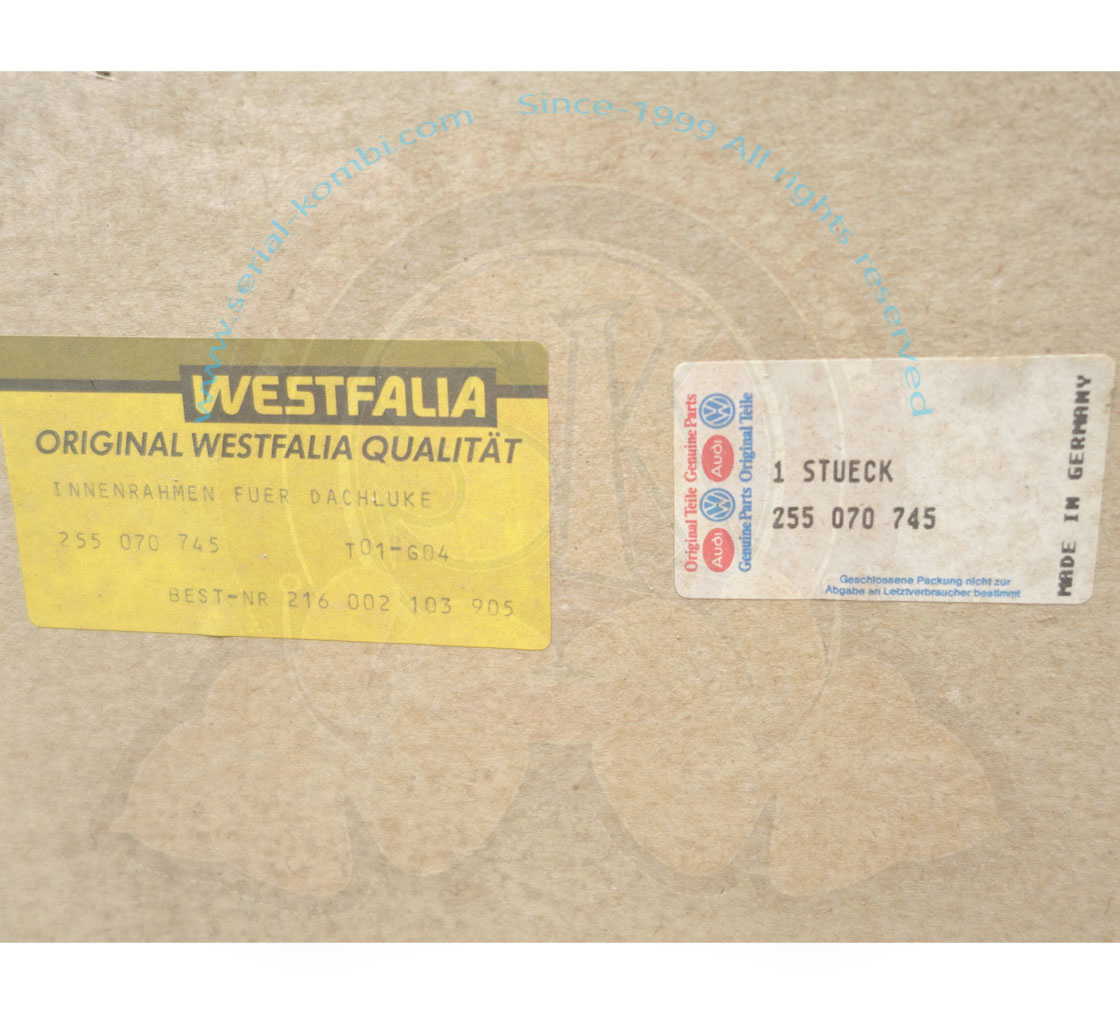 www.serial-kombi.com Since-1999 All rights reserved
WESTFALIA
ORIGINAL WESTFALIA QUALITÄT
INNENRAHMEN FUER DACHLUKE
255 070 745 T01-G04
BEST-NR 216 002 103 905
Original Teile Genuine Parts
Audi Audi
Genuine Parts Original Teile
1 STUECK
255 070 745
Geschlossene Packung nicht zur
Abgabe an Letztverbraucher bestimmt
MADE IN GERMANY